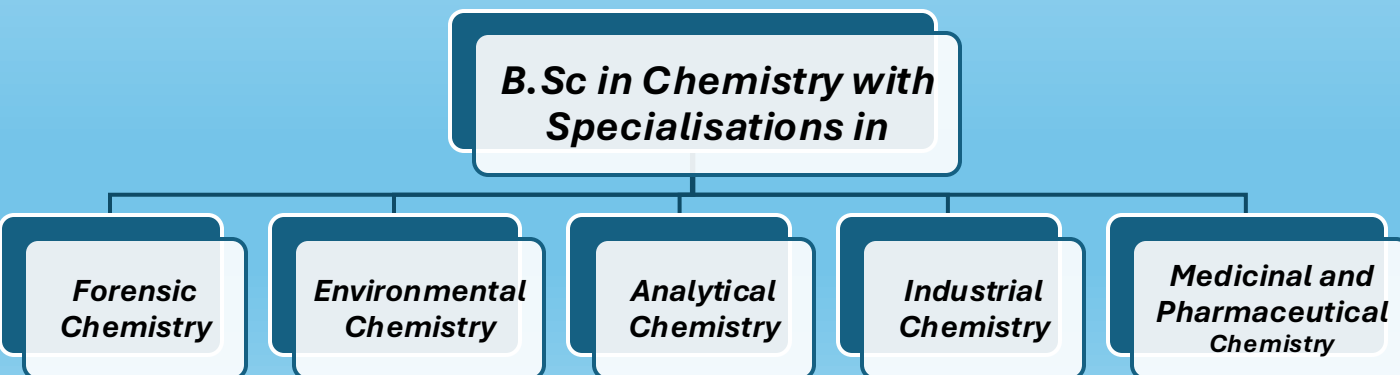 B.Sc in Chemistry with
Specialisations in
Forensic
Chemistry
Environmental
Chemistry
Analytical
Chemistry
Industrial
Chemistry
Medicinal and
Pharmaceutical
Chemistry